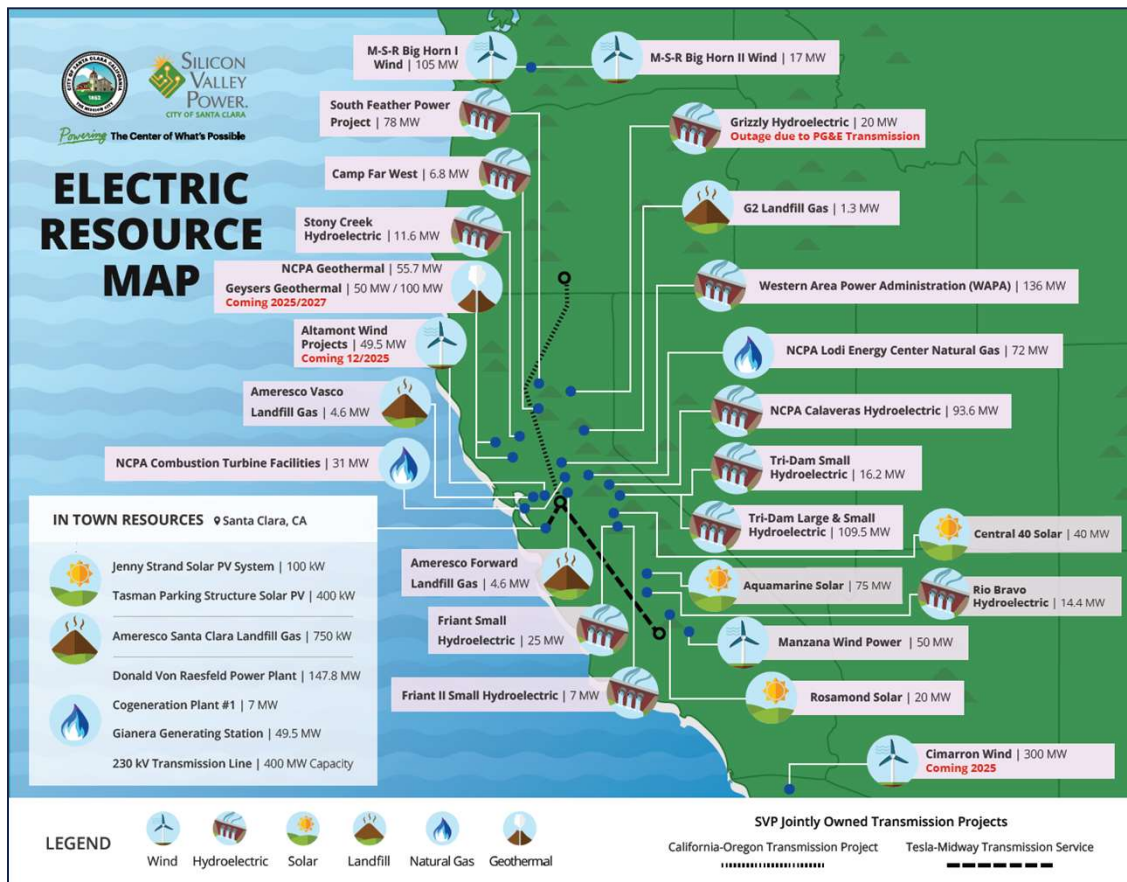 CITY OF SANTA CLARA CALIFORNIA
1852
THE MISSION CITY
SILICON
VALLEY
POWER.
CITY OF SANTA CLARA
Powering The Center of What's Possible
ELECTRIC
RESOURCE
MAP
M-S-R Big Horn I
Wind | 105 MW
M-S-R Big Horn II Wind | 17 MW
South Feather Power
Project | 78 MW
Grizzly Hydroelectric | 20 MW
Outage due to PG&E Transmission
Camp Far West | 6.8 MW
G2 Landfill Gas | 1.3 MW
Stony Creek
Hydroelectric | 11.6 MW
NCPA Geothermal | 55.7 MW
Geysers Geothermal | 50 MW / 100 MW
Coming 2025/2027
Western Area Power Administration (WAPA) | 136 MW
Altamont Wind
Projects | 49.5 MW
Coming 12/2025
NCPA Lodi Energy Center Natural Gas | 72 MW
Ameresco Vasco
Landfill Gas | 4.6 MW
NCPA Calaveras Hydroelectric | 93.6 MW
NCPA Combustion Turbine Facilities | 31 MW
Tri-Dam Small
Hydroelectric | 16.2 MW
Tri-Dam Large & Small
Hydroelectric | 109.5 MW
Central 40 Solar | 40 MW
Ameresco Forward
Landfill Gas | 4.6 MW
Aquamarine Solar | 75 MW
Rio Bravo
Hydroelectric | 14.4 MW
Friant Small
Hydroelectric | 25 MW
Manzana Wind Power | 50 MW
Friant II Small Hydroelectric | 7 MW
Rosamond Solar | 20 MW
Cimarron Wind | 300 MW
Coming 2025
IN TOWN RESOURCES Santa Clara, CA
Jenny Strand Solar PV System | 100 kW
Tasman Parking Structure Solar PV | 400 kW
Ameresco Santa Clara Landfill Gas | 750 kW
Donald Von Raesfeld Power Plant | 147.8 MW
Cogeneration Plant #1 | 7 MW
Gianera Generating Station | 49.5 MW
230 kV Transmission Line | 400 MW Capacity
LEGEND
Wind
Hydroelectric
Solar
Landfill
Natural Gas
Geothermal
SVP Jointly Owned Transmission Projects
California-Oregon Transmission Project
Tesla-Midway Transmission Service